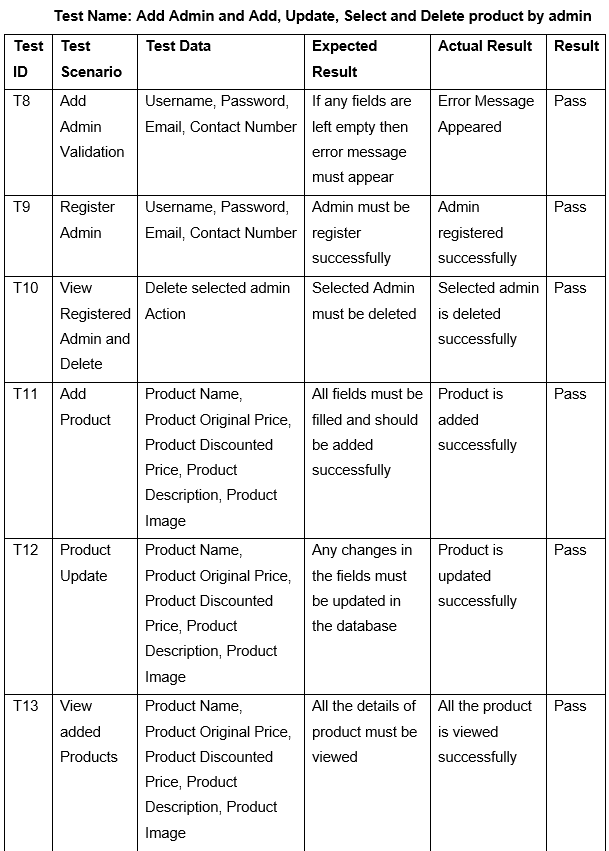 Test Name: Add Admin and Add, Update, Select and Delete product by admin
Test ID | Test Scenario | Test Data | Expected Result | Actual Result | Result
T8 | Add Admin Validation | Username, Password, Email, Contact Number | If any fields are left empty then error message must appear | Error Message Appeared | Pass
T9 | Register Admin | Username, Password, Email, Contact Number | Admin must be register successfully | Admin registered successfully | Pass
T10 | View Registered Admin and Delete | Delete selected admin Action | Selected Admin must be deleted | Selected admin is deleted successfully | Pass
T11 | Add Product | Product Name, Product Original Price, Product Discounted Price, Product Description, Product Image | All fields must be filled and should be added successfully | Product is added successfully | Pass
T12 | Product Update | Product Name, Product Original Price, Product Discounted Price, Product Description, Product Image | Any changes in the fields must be updated in the database | Product is updated successfully | Pass
T13 | View added Products | Product Name, Product Original Price, Product Discounted Price, Product Description, Product Image | All the details of product must be viewed | All the product is viewed successfully | Pass